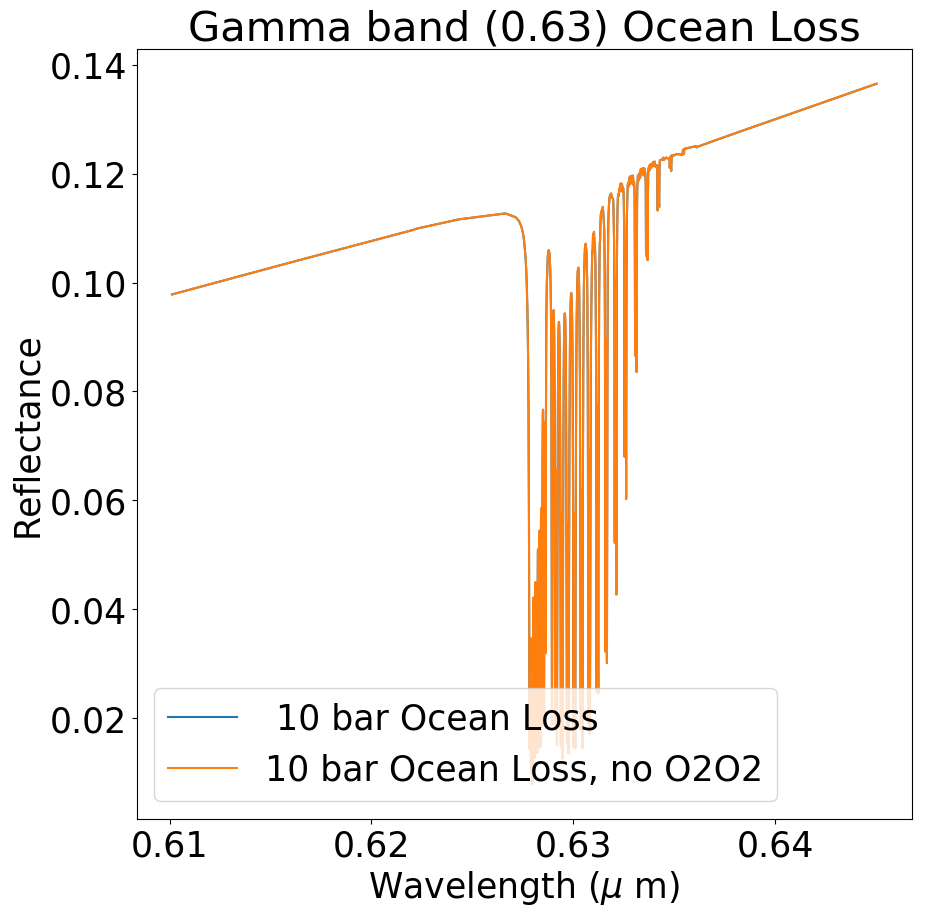 Gamma band (0.63) Ocean Loss
0.14
0.12
0.10
0.08
0.06
0.04
0.02
Reflectance
10 bar Ocean Loss
10 bar Ocean Loss, no O2O2
0.61 0.62 0.63 0.64
Wavelength (μ m)